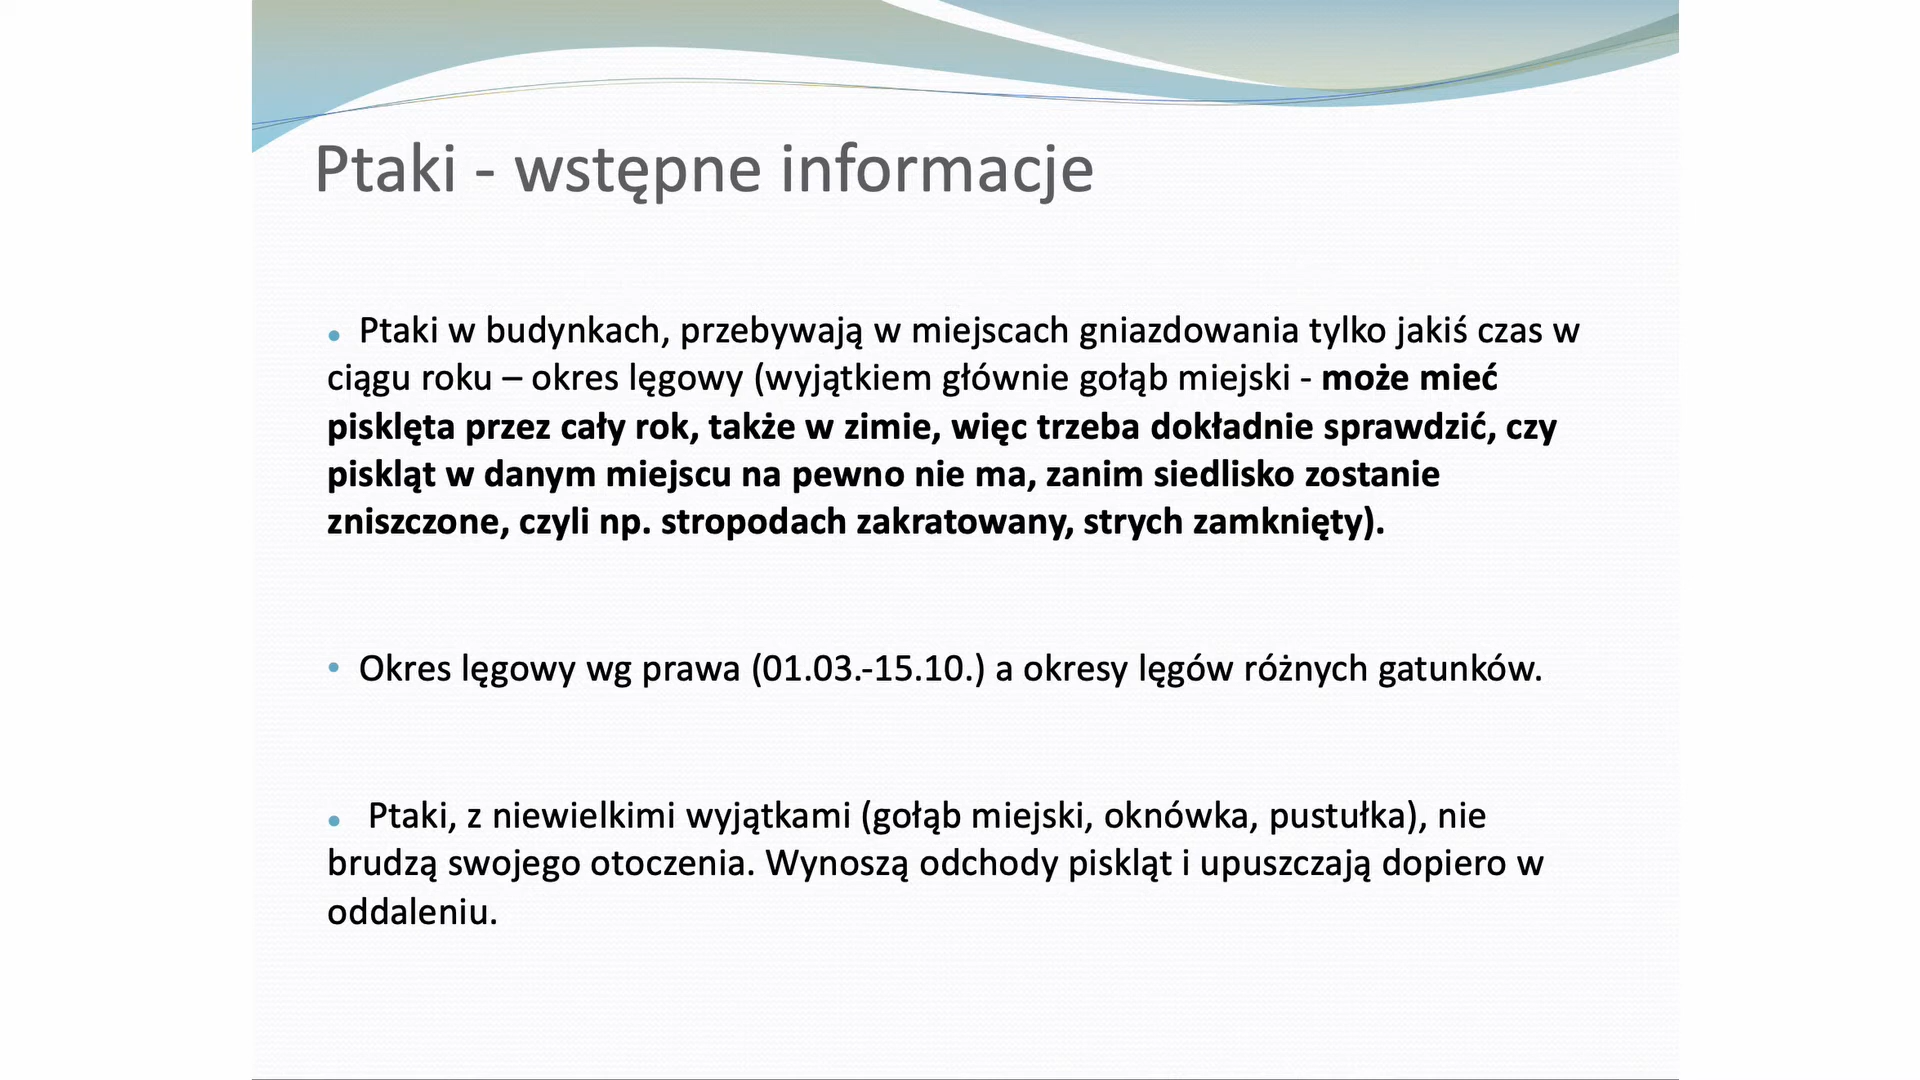 Ptaki - wstępne informacje
• Ptaki w budynkach, przebywają w miejscach gniazdowania tylko jakiś czas w
ciągu roku – okres lęgowy (wyjątkiem głównie gołąb miejski - może mieć
pisklęta przez cały rok, także w zimie, więc trzeba dokładnie sprawdzić, czy
piskląt w danym miejscu na pewno nie ma, zanim siedlisko zostanie
zniszczone, czyli np. stropodach zakratowany, strych zamknięty).
• Okres lęgowy wg prawa (01.03.-15.10.) a okresy lęgów różnych gatunków.
• Ptaki, z niewielkimi wyjątkami (gołąb miejski, oknówka, pustułka), nie
brudzą swojego otoczenia. Wynoszą odchody piskląt i upuszczają dopiero w
oddaleniu.